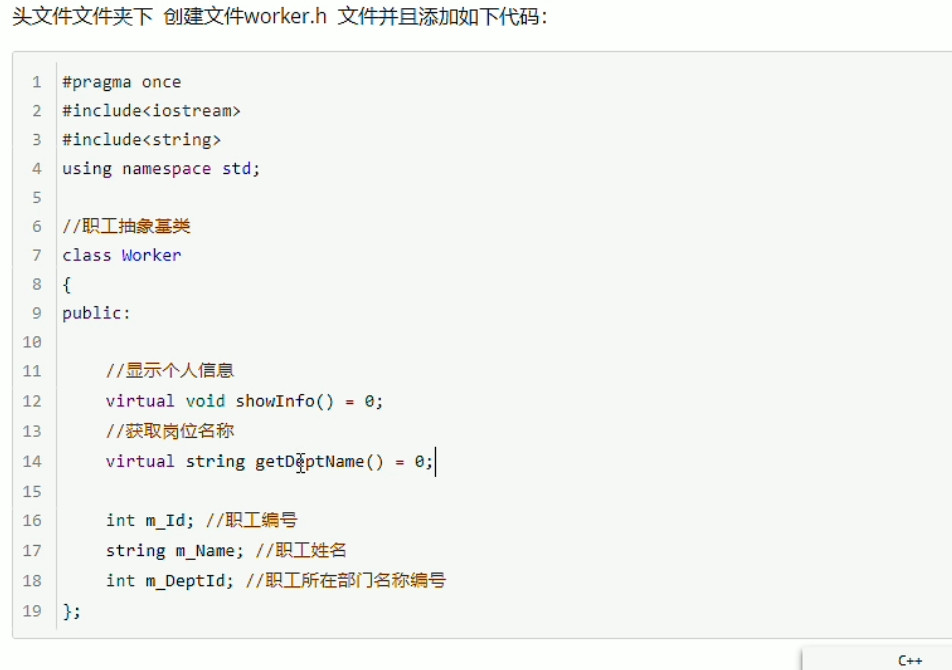 头文件文件夹下 创建文件worker.h 文件并且添加如下代码：
1 #pragma once
2 #include<iostream>
3 #include<string>
4 using namespace std;
5
6 //职工抽象基类
7 class Worker
8 {
9 public:
10
11 //显示个人信息
12 virtual void showInfo() = 0;
13 //获取岗位名称
14 virtual string getDeptName() = 0;
15
16 int m_Id; //职工编号
17 string m_Name; //职工姓名
18 int m_DeptId; //职工所在部门名称编号
19 };
C++